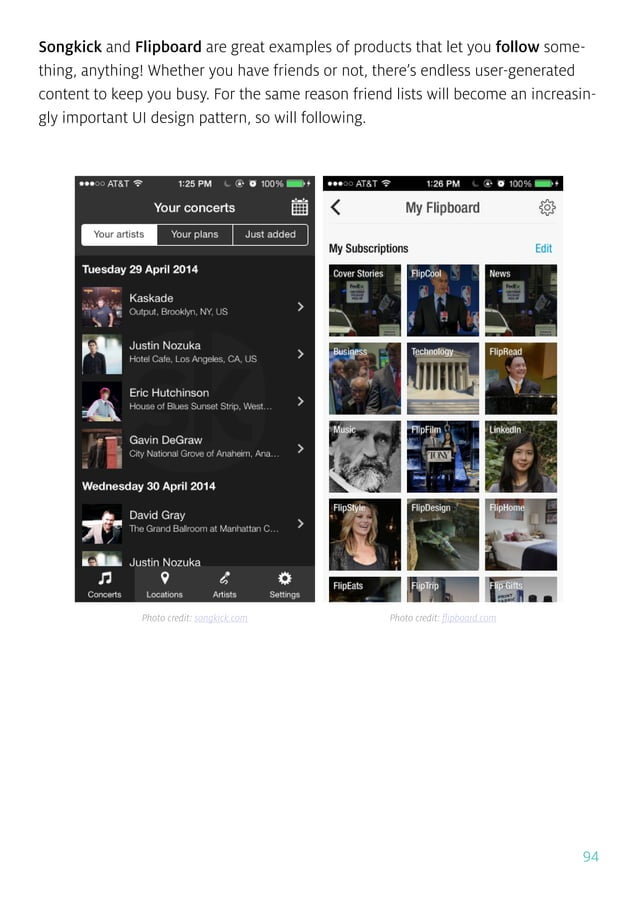 Songkick and Flipboard are great examples of products that let you follow some-
thing, anything! Whether you have friends or not, there's endless user-generated
content to keep you busy. For the same reason friend lists will become an increasin-
gly important UI design pattern, so will following.
AT&T 1:25 PM 100%
Your concerts
Your artists Your plans Just added
Tuesday 29 April 2014
Kaskade
Output, Brooklyn, NY, US
Justin Nozuka
Hotel Cafe, Los Angeles, CA, US
Eric Hutchinson
House of Blues Sunset Strip, West...
Gavin DeGraw
City National Grove of Anaheim, Ana...
Wednesday 30 April 2014
David Gray
The Grand Ballroom at Manhattan C...
Justin Nozuka
Concerts Locations Artists Settings
AT&T 1:26 PM 100%
My Flipboard
My Subscriptions Edit
Cover Stories FlipCool News
FedEx FedEx
Business Technology FlipRead
Music FlipFilm LinkedIn
TONY
FlipStyle FlipDesign FlipHome
FlipEats FlipTrip Flip Gifts
Photo credit: songkick.com Photo credit: flipboard.com
94